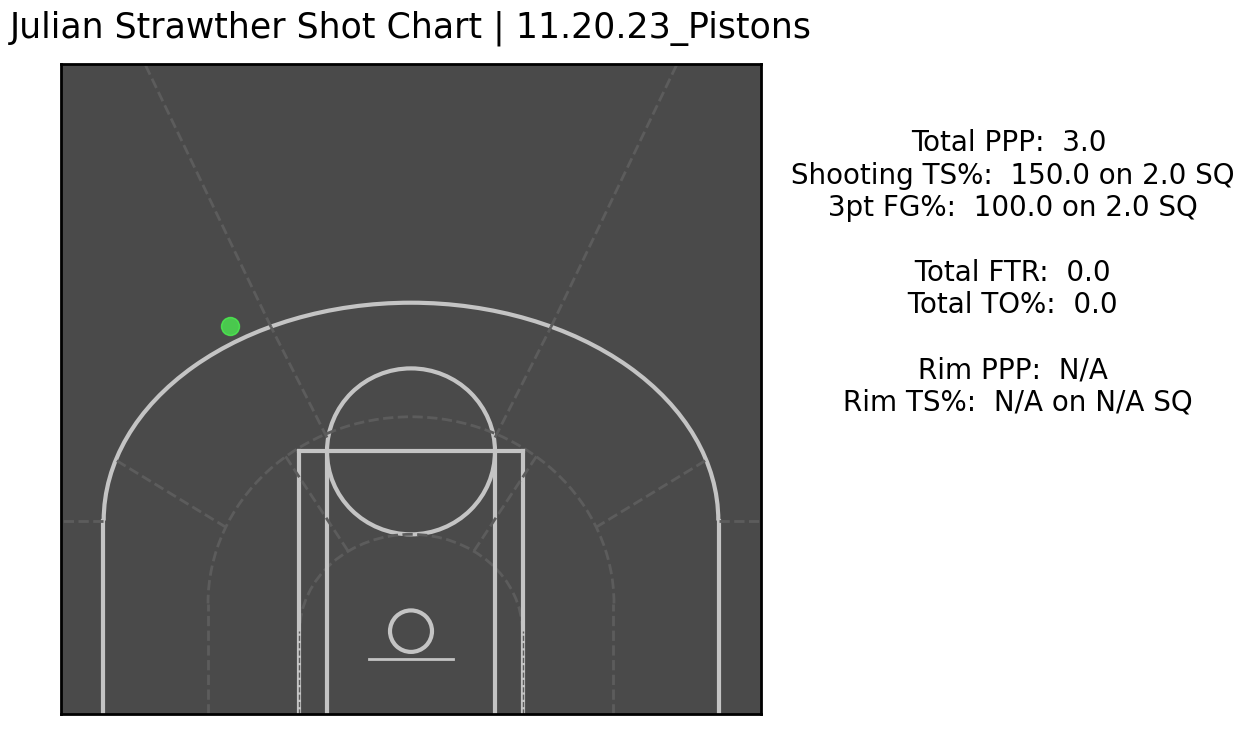 Julian Strawther Shot Chart | 11.20.23_Pistons
Total PPP: 3.0
Shooting TS%: 150.0 on 2.0 SQ
3pt FG%: 100.0 on 2.0 SQ
Total FTR: 0.0
Total TO%: 0.0
Rim PPP: N/A
Rim TS%: N/A on N/A SQ